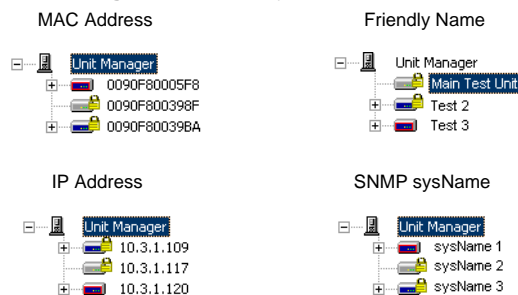 MAC Address
Unit Manager
0090F80005F8
0090F800398F
0090F80039BA
Friendly Name
Unit Manager
Main Test Unit
Test 2
Test 3
IP Address
Unit Manager
10.3.1.109
10.3.1.117
10.3.1.120
SNMP sysName
Unit Manager
sysName 1
sysName 2
sysName 3